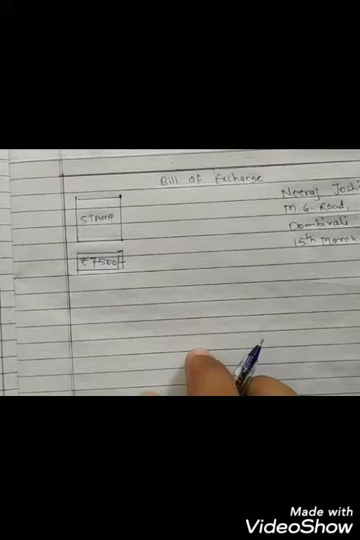 Bill of Exchange
Neeraj Joshi
M. G. Road,
STAMP
Dombivali
15th March
₹7500/-
Made with
VideoShow